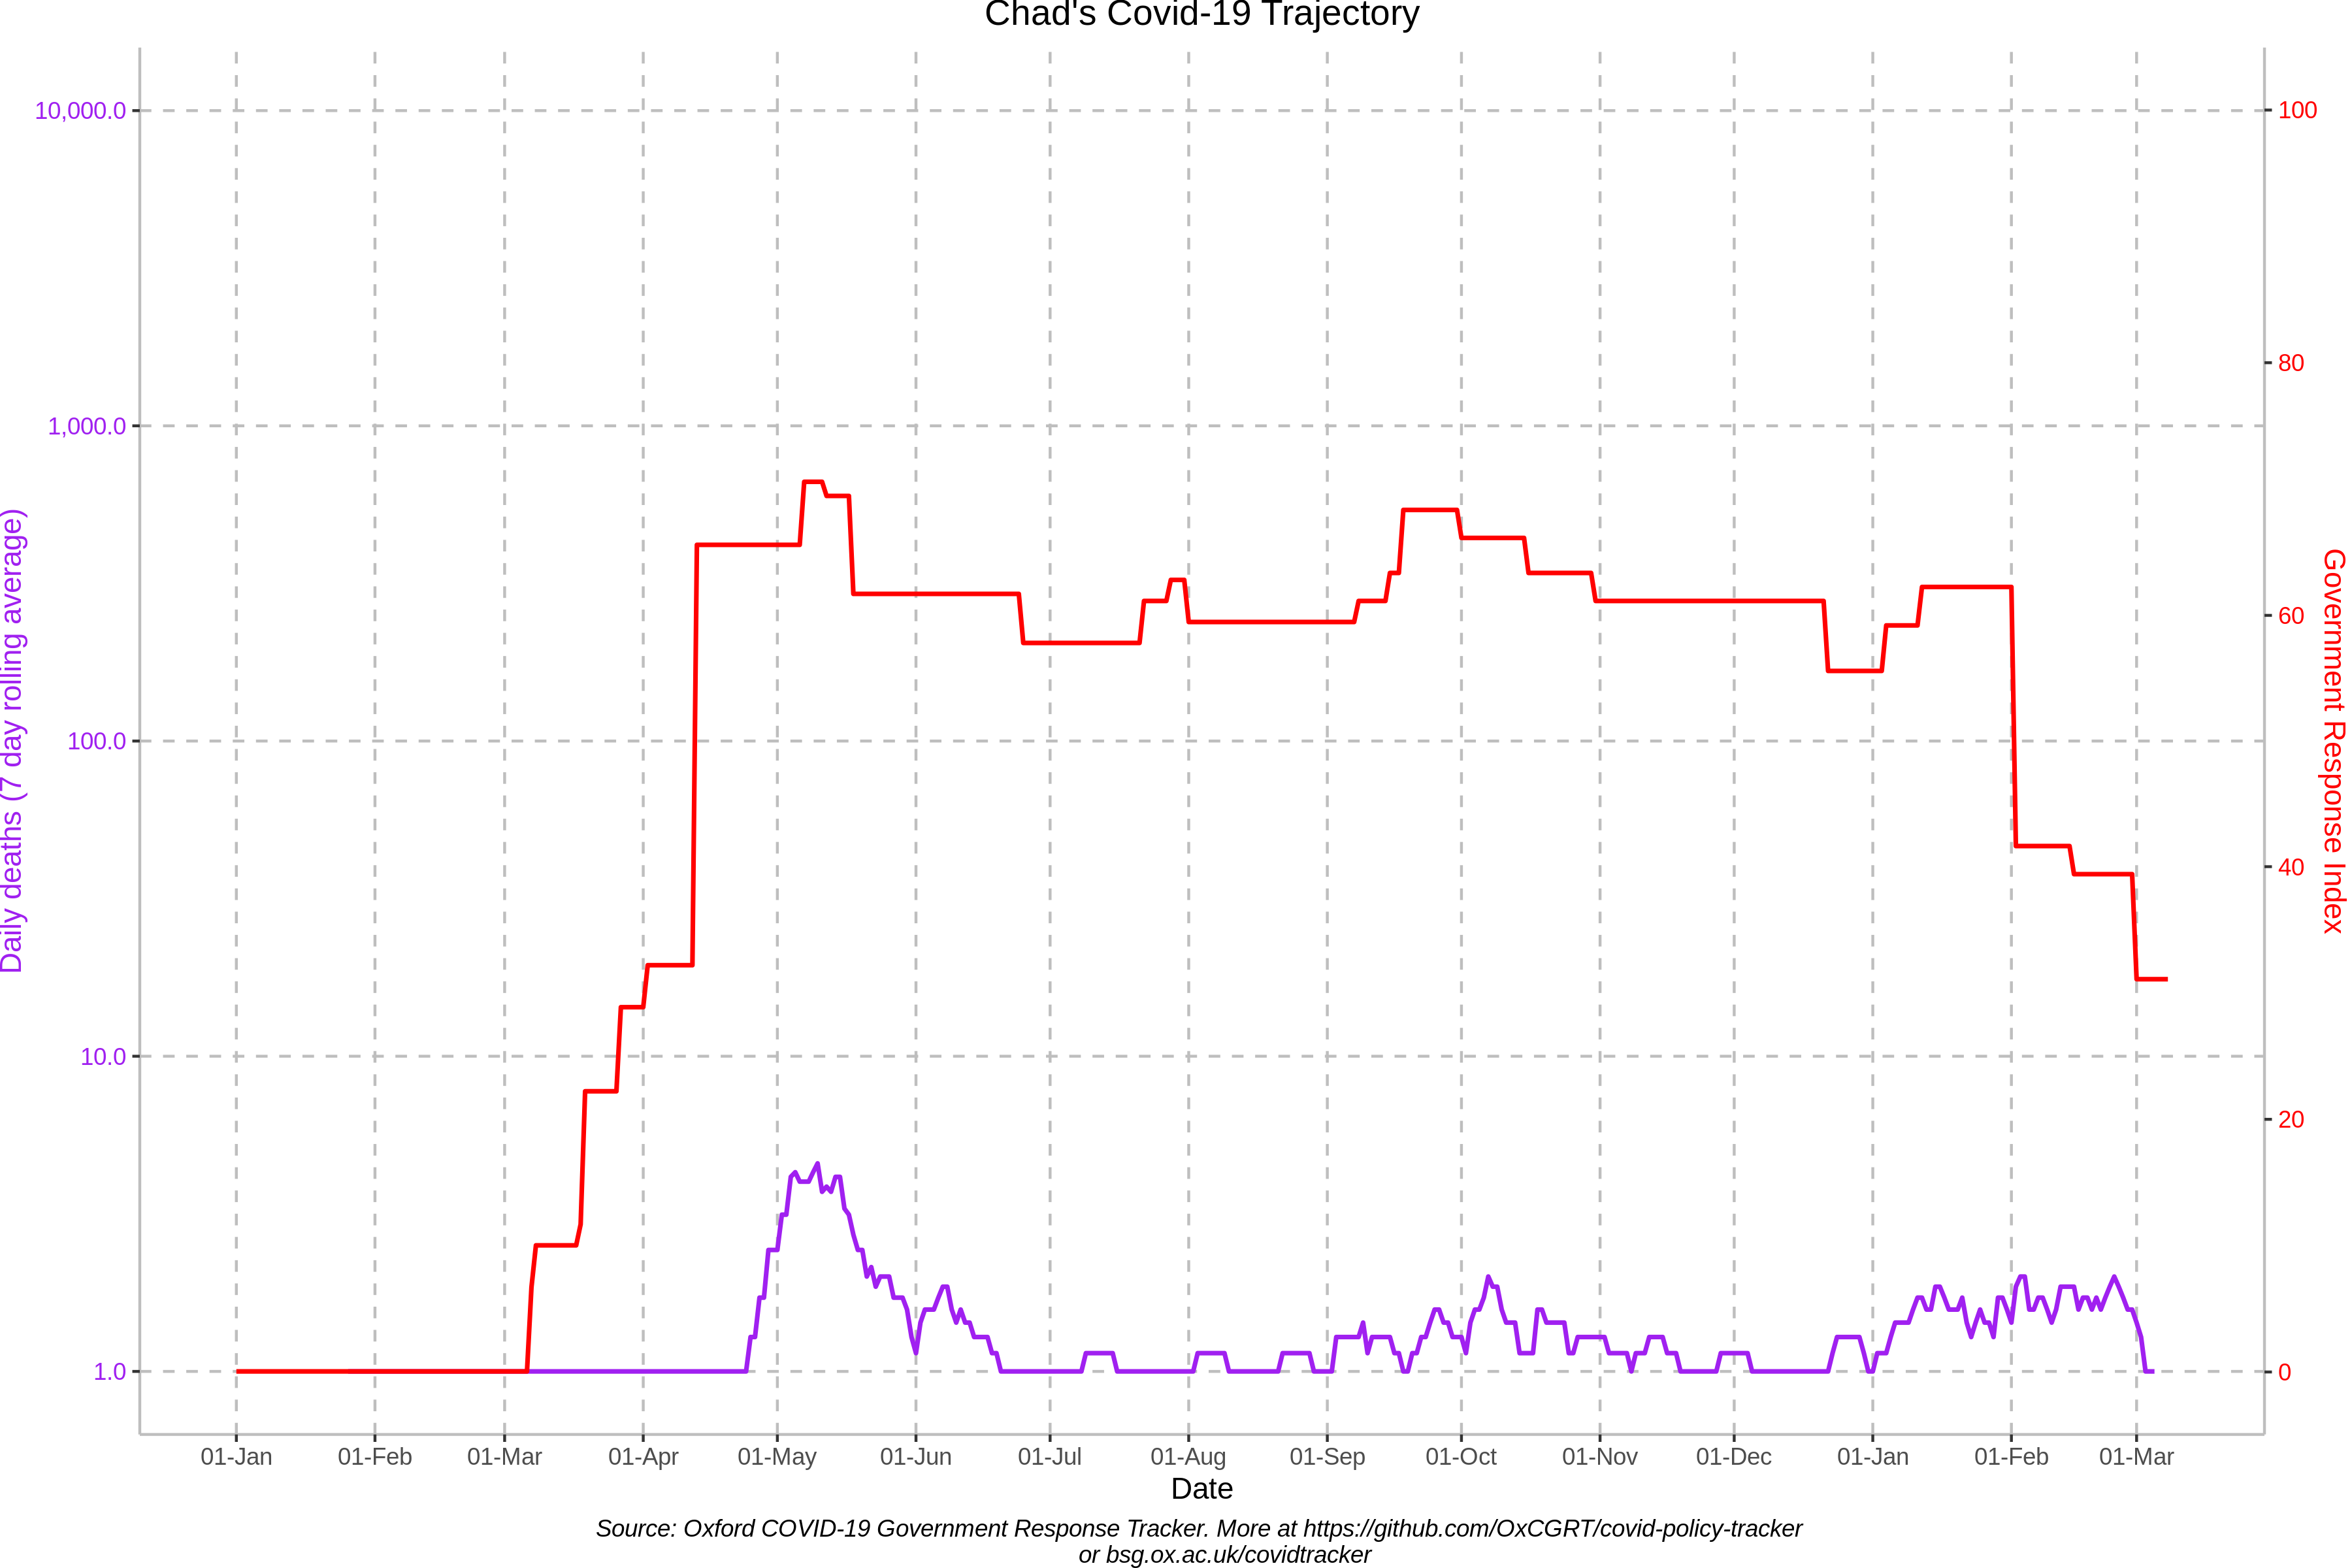 Chad's Covid-19 Trajectory
10,000.0
1,000.0
100.0
10.0
1.0
Daily deaths (7 day rolling average)
100
80
60
40
20
0
Government Response Index
01-Jan 01-Feb 01-Mar 01-Apr 01-May 01-Jun 01-Jul 01-Aug 01-Sep 01-Oct 01-Nov 01-Dec 01-Jan 01-Feb 01-Mar
Date
Source: Oxford COVID-19 Government Response Tracker. More at https://github.com/OxCGRT/covid-policy-tracker
or bsg.ox.ac.uk/covidtracker